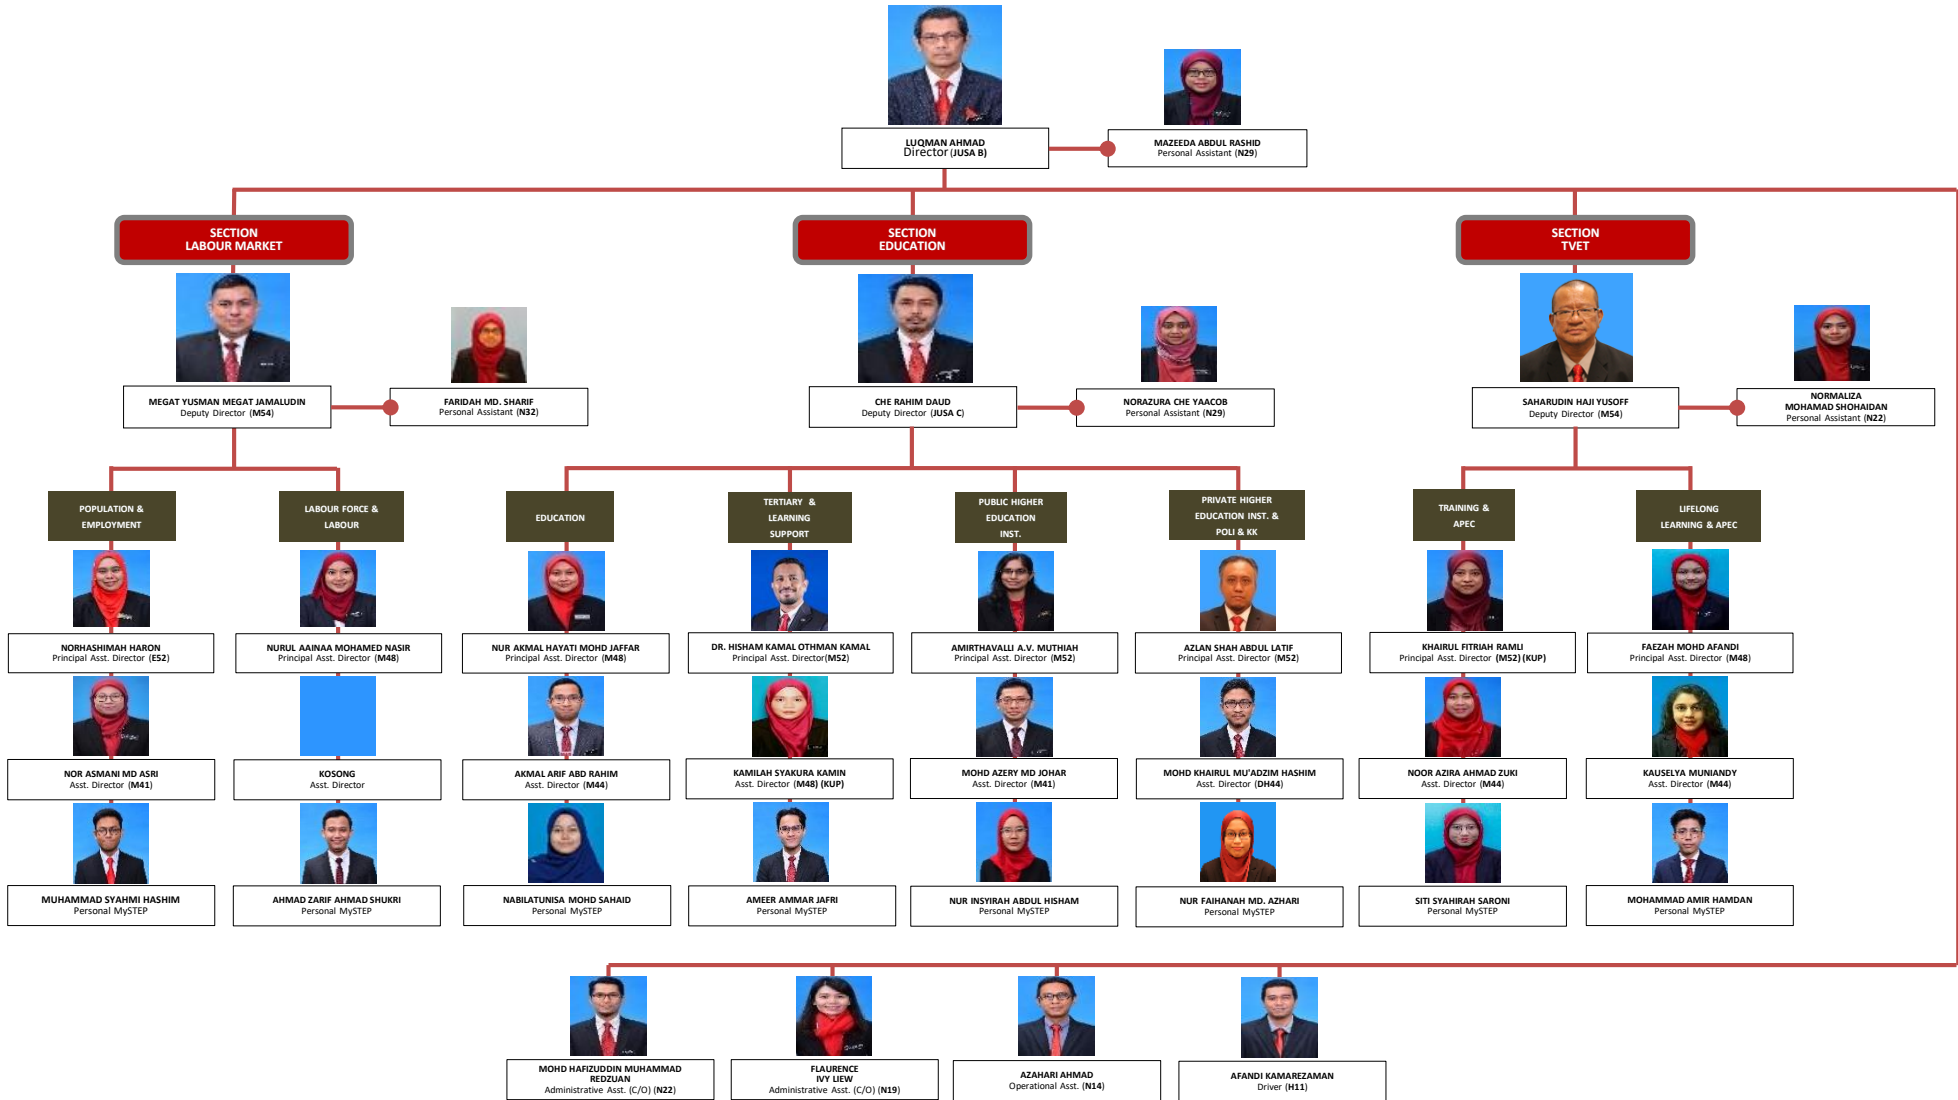 LUQMAN AHMAD
Director (JUSA B)
MAZEEDA ABDUL RASHID
Personal Assistant (N29)
SECTION
LABOUR MARKET
SECTION
EDUCATION
SECTION
TVET
MEGAT YUSMAN MEGAT JAMALUDIN
Deputy Director (M54)
FARIDAH MD. SHARIF
Personal Assistant (N32)
CHE RAHIM DAUD
Deputy Director (JUSA C)
NORAZURA CHE YAACOB
Personal Assistant (N29)
SAHARUDIN HAJI YUSOFF
Deputy Director (M54)
NORMALIZA
MOHAMAD SHOHAIDAN
Personal Assistant (N22)
POPULATION &
EMPLOYMENT
LABOUR FORCE &
LABOUR
EDUCATION
TERTIARY &
LEARNING
SUPPORT
PUBLIC HIGHER
EDUCATION
INST.
PRIVATE HIGHER
EDUCATION INST. &
POLI & KK
TRAINING &
APEC
LIFELONG
LEARNING & APEC
NORHASHIMAH HARON
Principal Asst. Director (E52)
NURUL AAINAA MOHAMED NASIR
Principal Asst. Director (M48)
NUR AKMAL HAYATI MOHD JAFFAR
Principal Asst. Director (M48)
DR. HISHAM KAMAL OTHMAN KAMAL
Principal Asst. Director(M52)
AMIRTHAVALLI A.V. MUTHIAH
Principal Asst. Director (M52)
AZLAN SHAH ABDUL LATIF
Principal Asst. Director (M52)
KHAIRUL FITRIAH RAMLI
Principal Asst. Director (M52) (KUP)
FAEZAH MOHD AFANDI
Principal Asst. Director (M48)
NOR ASMANI MD ASRI
Asst. Director (M41)
KOSONG
Asst. Director
AKMAL ARIF ABD RAHIM
Asst. Director (M44)
KAMILAH SYAKURA KAMIN
Asst. Director (M48) (KUP)
MOHD AZERY MD JOHAR
Asst. Director (M41)
MOHD KHAIRUL MU'ADZIM HASHIM
Asst. Director (DH44)
NOOR AZIRA AHMAD ZUKI
Asst. Director (M44)
KAUSELYA MUNIANDY
Asst. Director (M44)
MUHAMMAD SYAHMI HASHIM
Personal MySTEP
AHMAD ZARIF AHMAD SHUKRI
Personal MySTEP
NABILATUNISA MOHD SAHAID
Personal MySTEP
AMEER AMMAR JAFRI
Personal MySTEP
NUR INSYIRAH ABDUL HISHAM
Personal MySTEP
NUR FAIHANAH MD. AZHARI
Personal MySTEP
SITI SYAHIRAH SARONI
Personal MySTEP
MOHAMMAD AMIR HAMDAN
Personal MySTEP
MOHD HAFIZUDDIN MUHAMMAD
REDZUAN
Administrative Asst. (C/O) (N22)
FLAURENCE
IVY LIEW
Administrative Asst. (C/O) (N19)
AZAHARI AHMAD
Operational Asst. (N14)
AFANDI KAMAREZAMAN
Driver (H11)